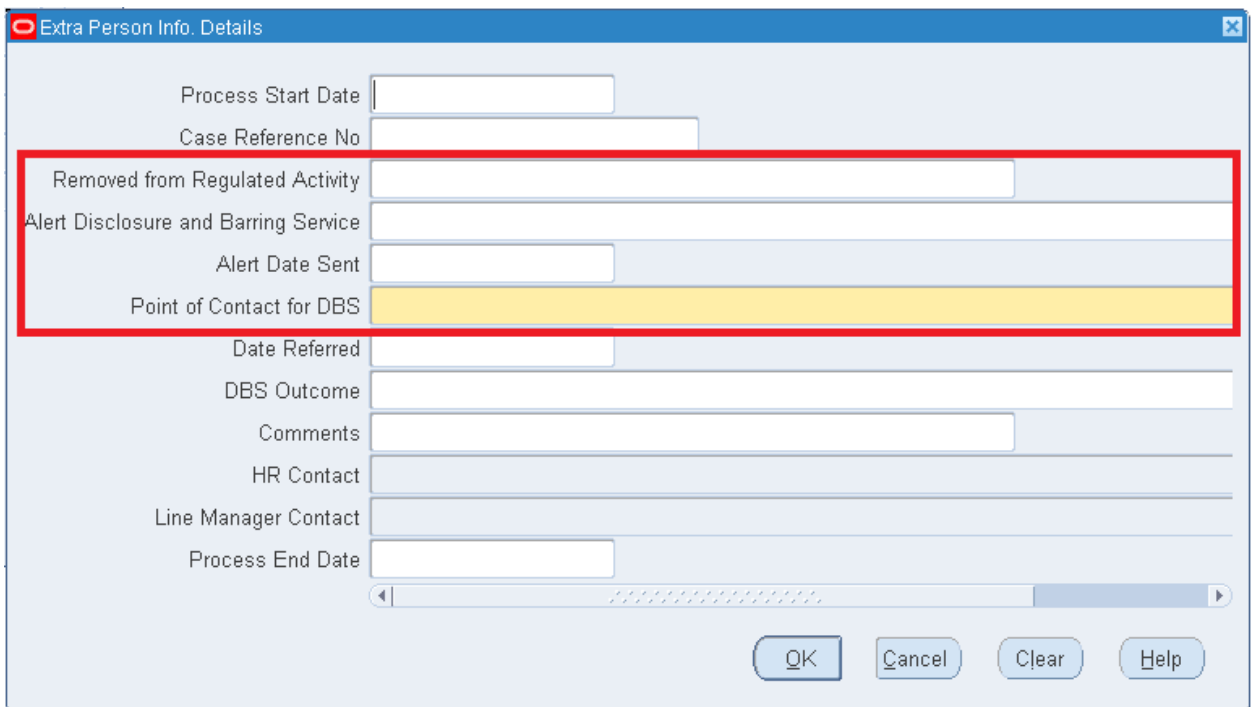 Extra Person Info. Details
Process Start Date
Case Reference No
Removed from Regulated Activity
Alert Disclosure and Barring Service
Alert Date Sent
Point of Contact for DBS
Date Referred
DBS Outcome
Comments
HR Contact
Line Manager Contact
Process End Date
OK Cancel Clear Help